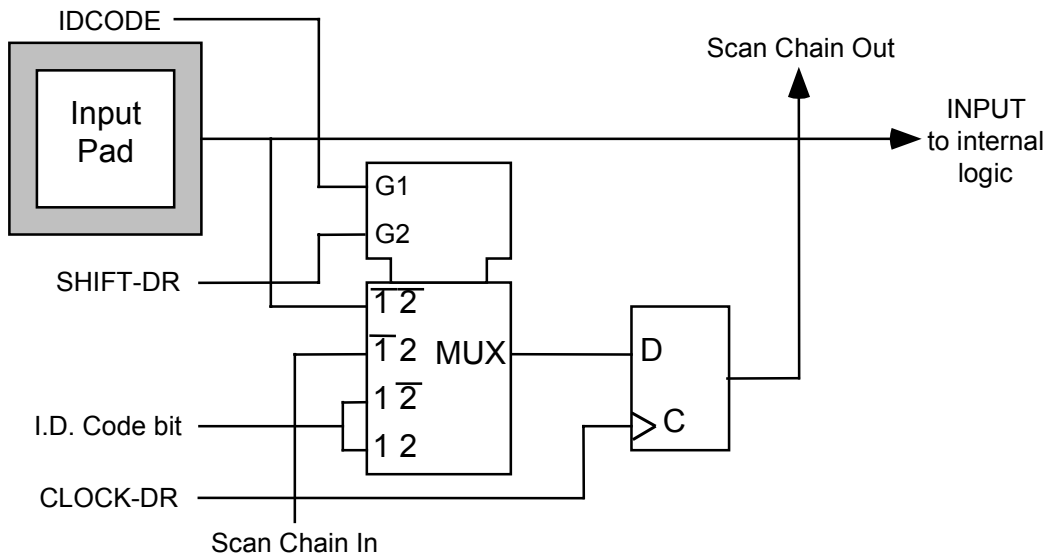 IDCODE
Scan Chain Out
Input
Pad
INPUT
to internal
logic
G1
G2
SHIFT-DR
1̅ 2̅
1̅ 2
MUX
D
1 2̅
I.D. Code bit
C
1 2
CLOCK-DR
Scan Chain In